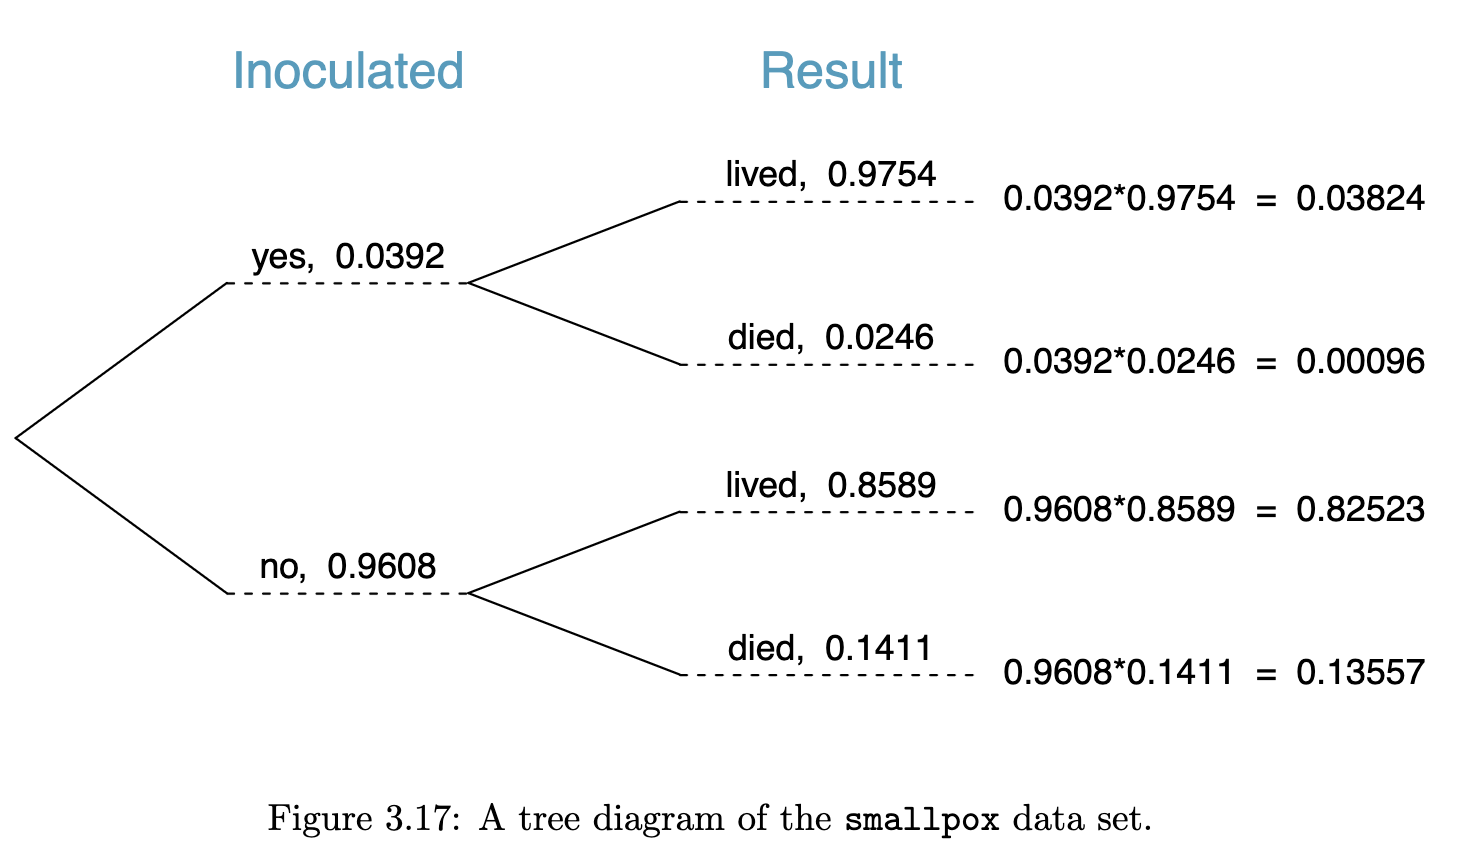 Inoculated Result
lived, 0.9754 0.0392*0.9754 = 0.03824
yes, 0.0392
died, 0.0246 0.0392*0.0246 = 0.00096
lived, 0.8589 0.9608*0.8589 = 0.82523
no, 0.9608
died, 0.1411 0.9608*0.1411 = 0.13557
Figure 3.17: A tree diagram of the smallpox data set.